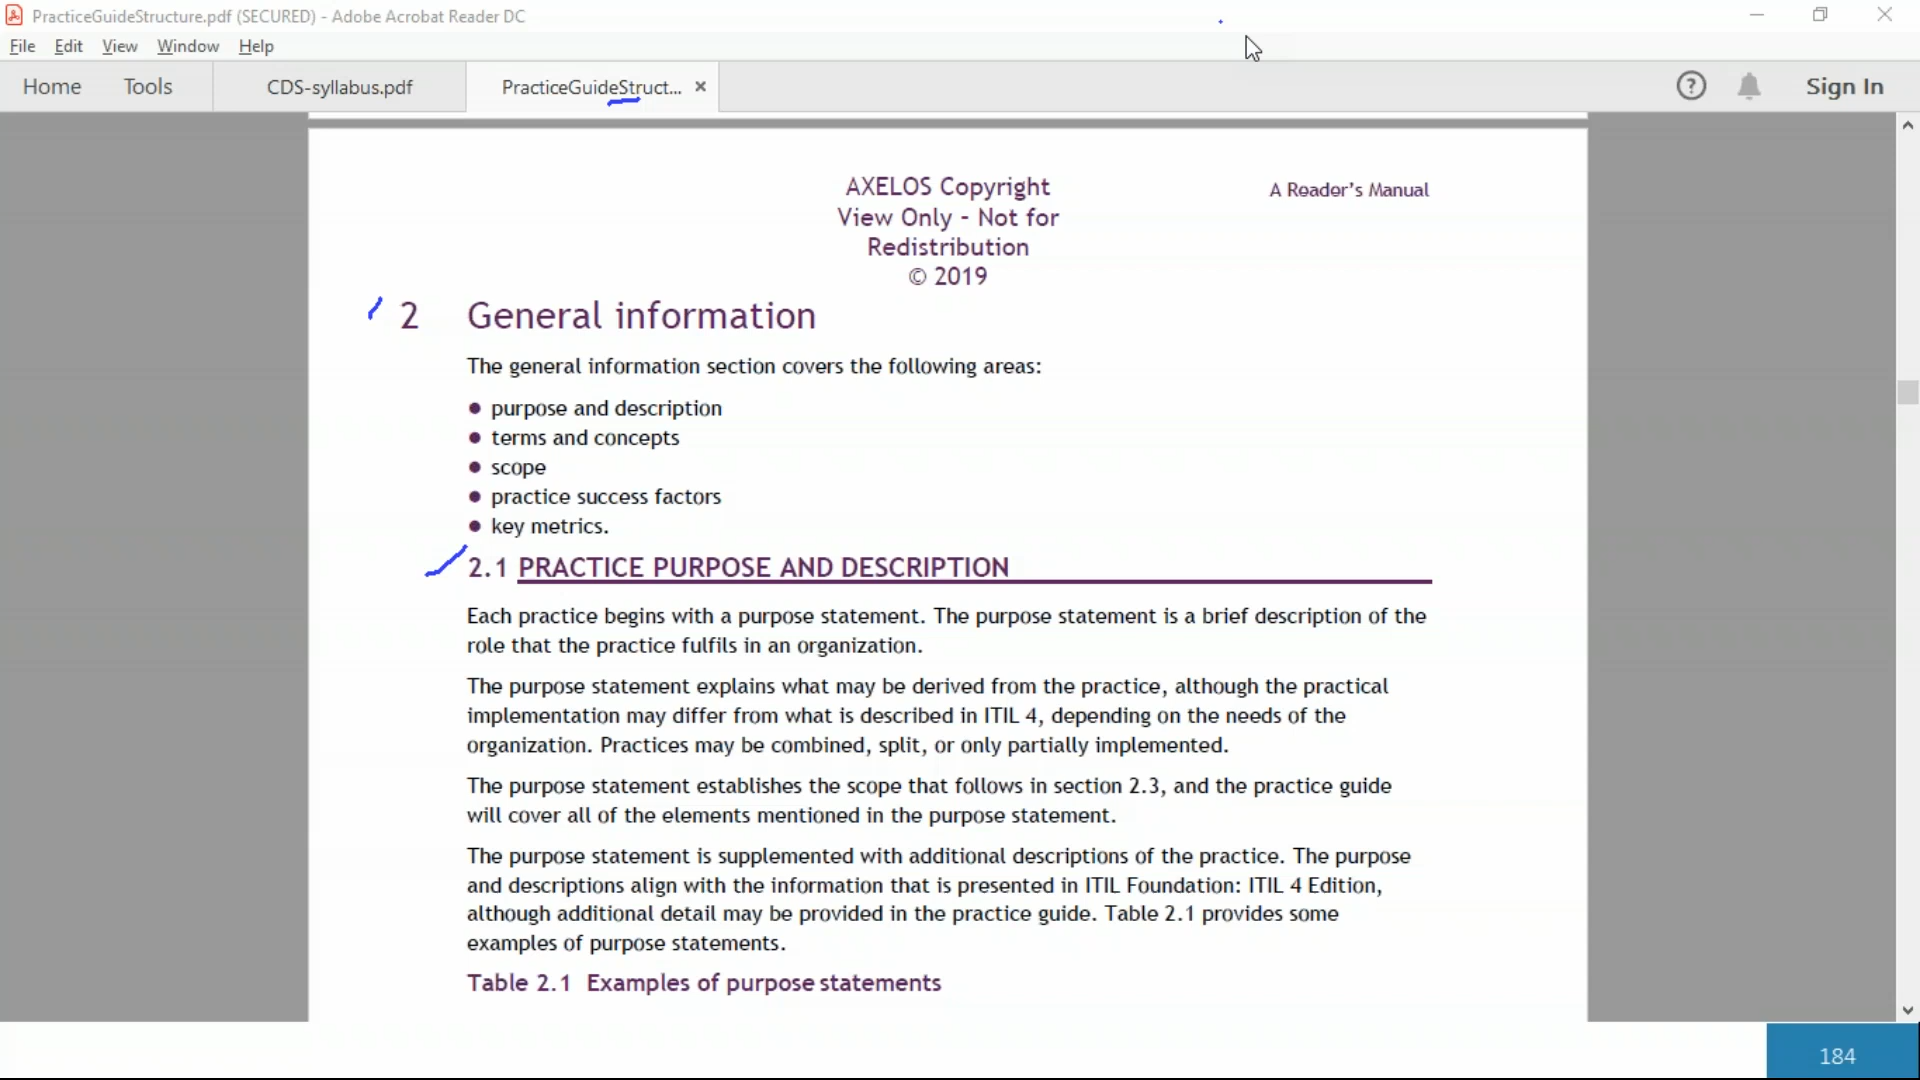 PracticeGuideStructure.pdf (SECURED) - Adobe Acrobat Reader DC
File Edit View Window Help
Home Tools CDS-syllabus.pdf PracticeGuideStruct... × ? Sign In
AXELOS Copyright
View Only - Not for
Redistribution
© 2019
A Reader's Manual
2 General information
The general information section covers the following areas:
● purpose and description
● terms and concepts
● scope
● practice success factors
● key metrics.
2.1 PRACTICE PURPOSE AND DESCRIPTION
Each practice begins with a purpose statement. The purpose statement is a brief description of the
role that the practice fulfils in an organization.
The purpose statement explains what may be derived from the practice, although the practical
implementation may differ from what is described in ITIL 4, depending on the needs of the
organization. Practices may be combined, split, or only partially implemented.
The purpose statement establishes the scope that follows in section 2.3, and the practice guide
will cover all of the elements mentioned in the purpose statement.
The purpose statement is supplemented with additional descriptions of the practice. The purpose
and descriptions align with the information that is presented in ITIL Foundation: ITIL 4 Edition,
although additional detail may be provided in the practice guide. Table 2.1 provides some
examples of purpose statements.
Table 2.1 Examples of purpose statements
184